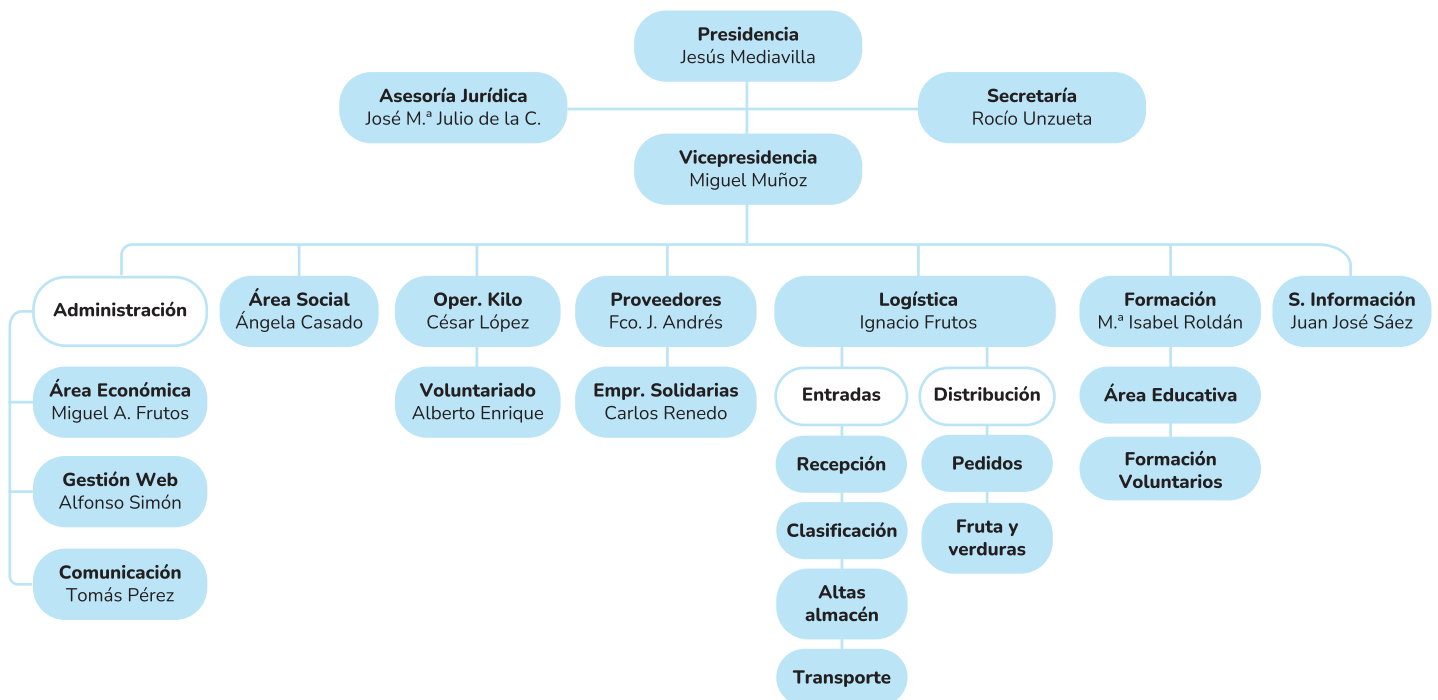 Presidencia
Jesús Mediavilla
Asesoría Jurídica
José M.ª Julio de la C.
Secretaría
Rocío Unzueta
Vicepresidencia
Miguel Muñoz
Administración
Área Social
Ángela Casado
Oper. Kilo
César López
Proveedores
Fco. J. Andrés
Logística
Ignacio Frutos
Formación
M.ª Isabel Roldán
S. Información
Juan José Sáez
Área Económica
Miguel A. Frutos
Voluntariado
Alberto Enrique
Empr. Solidarias
Carlos Renedo
Entradas
Distribución
Área Educativa
Gestión Web
Alfonso Simón
Recepción
Pedidos
Formación
Voluntarios
Clasificación
Fruta y
verduras
Comunicación
Tomás Pérez
Altas
almacén
Transporte